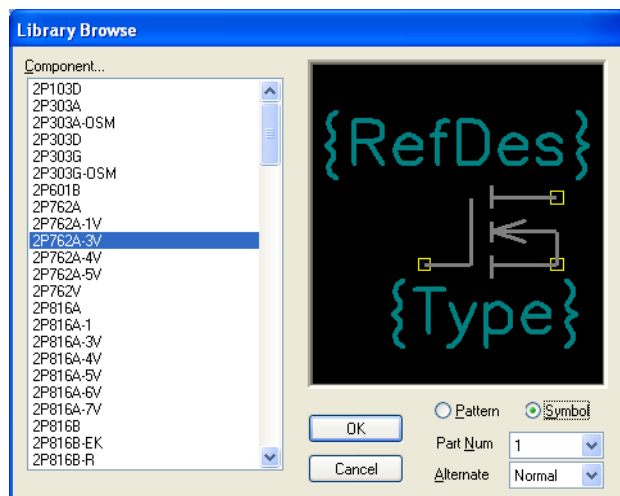 Library Browse
Component...
2P103D
2P303A
2P303A-OSM
2P303D
2P303G
2P303G-OSM
2P601B
2P762A
2P762A-1V
2P762A-3V
2P762A-4V
2P762A-5V
2P762V
2P816A
2P816A-1
2P816A-3V
2P816A-4V
2P816A-5V
2P816A-6V
2P816A-7V
2P816B
2P816B-EK
2P816B-R
{RefDes}
{Type}
Pattern
Symbol
OK
Part Num
1
Cancel
Alternate
Normal